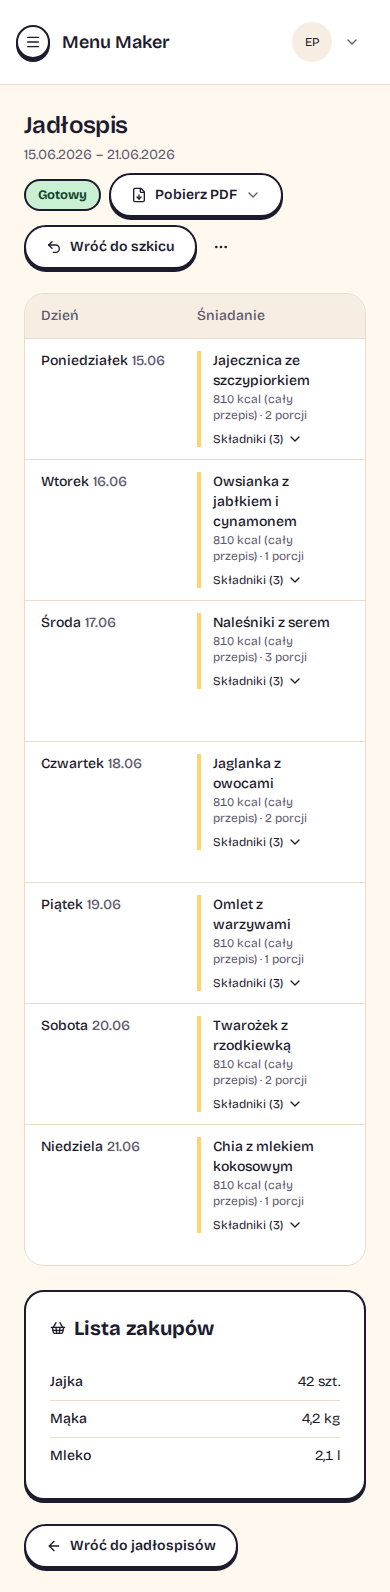 Menu Maker
EP
Jadłospis
15.06.2026 – 21.06.2026
Gotowy
Pobierz PDF
Wróć do szkicu
Dzień
Śniadanie
Poniedziałek 15.06
Jajecznica ze
szczypiorkiem
810 kcal (cały
przepis) · 2 porcji
Składniki (3)
Wtorek 16.06
Owsianka z
jabłkiem i
cynamonem
810 kcal (cały
przepis) · 1 porcji
Składniki (3)
Środa 17.06
Naleśniki z serem
810 kcal (cały
przepis) · 3 porcji
Składniki (3)
Czwartek 18.06
Jaglanka z
owocami
810 kcal (cały
przepis) · 2 porcji
Składniki (3)
Piątek 19.06
Omlet z
warzywami
810 kcal (cały
przepis) · 1 porcji
Składniki (3)
Sobota 20.06
Twarożek z
rzodkiewką
810 kcal (cały
przepis) · 2 porcji
Składniki (3)
Niedziela 21.06
Chia z mlekiem
kokosowym
810 kcal (cały
przepis) · 1 porcji
Składniki (3)
Lista zakupów
Jajka 42 szt.
Mąka 4,2 kg
Mleko 2,1 l
Wróć do jadłospisów